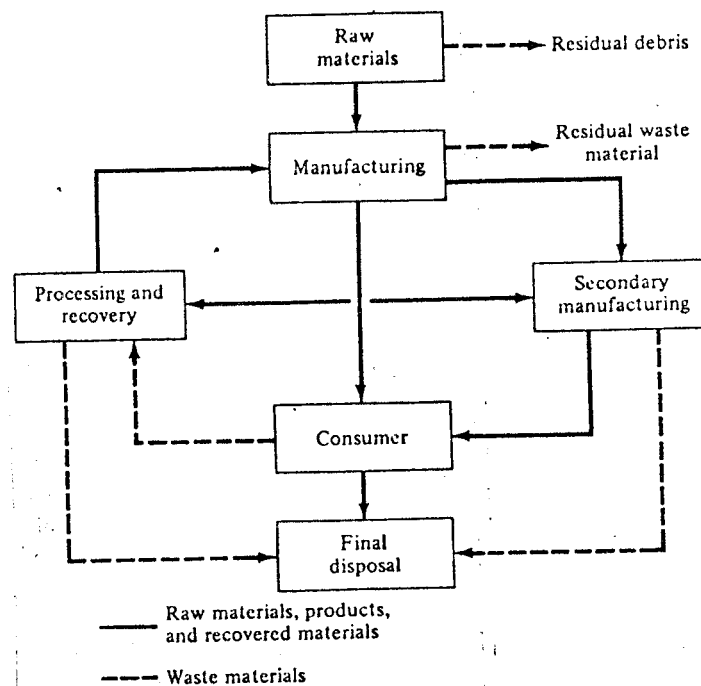 Raw
materials
Residual debris
Manufacturing
Residual waste
material
Processing and
recovery
Secondary
manufacturing
Consumer
Final
disposal
Raw materials, products,
and recovered materials
Waste materials